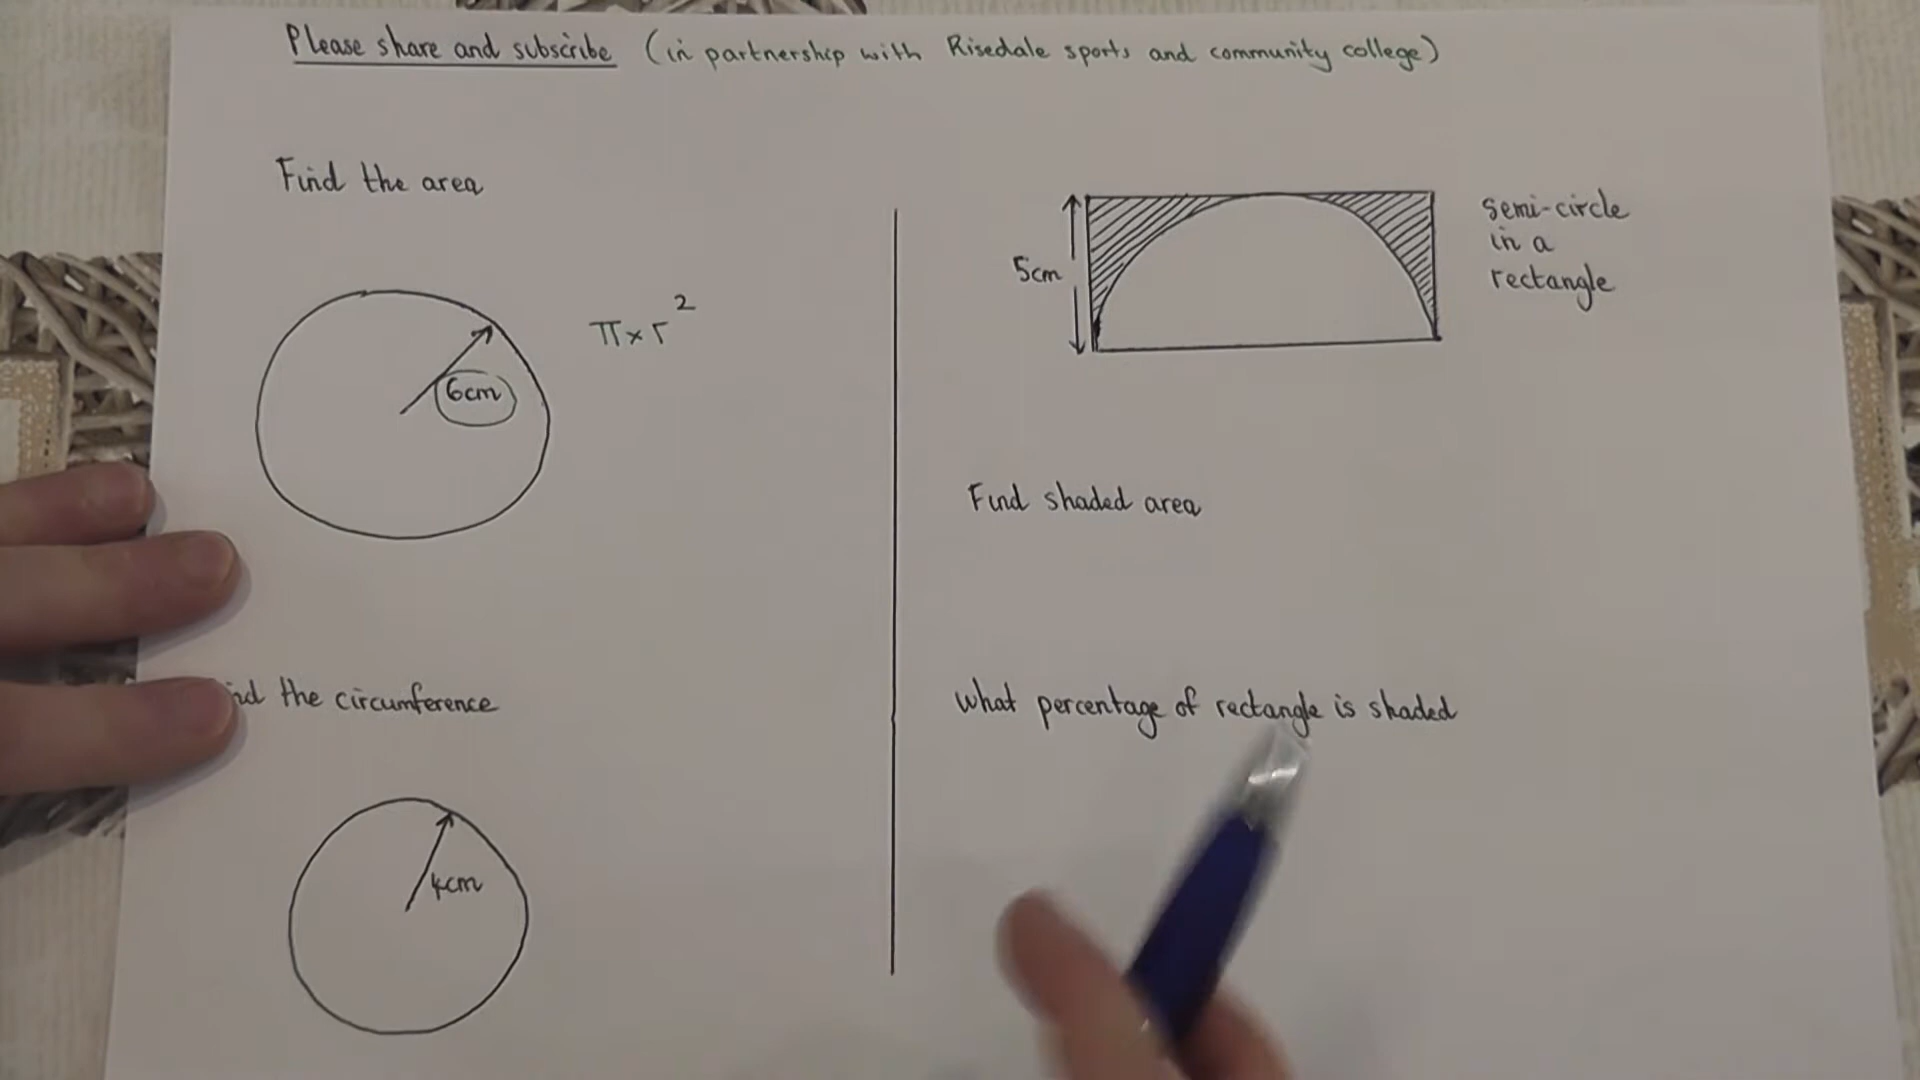 Please share and subscribe (in partnership with Risedale sports and community college)
Find the area
π×r²
6cm
the circumference
4cm
5cm
semi-circle
in a
rectangle
Find shaded area
what percentage of rectangle is shaded